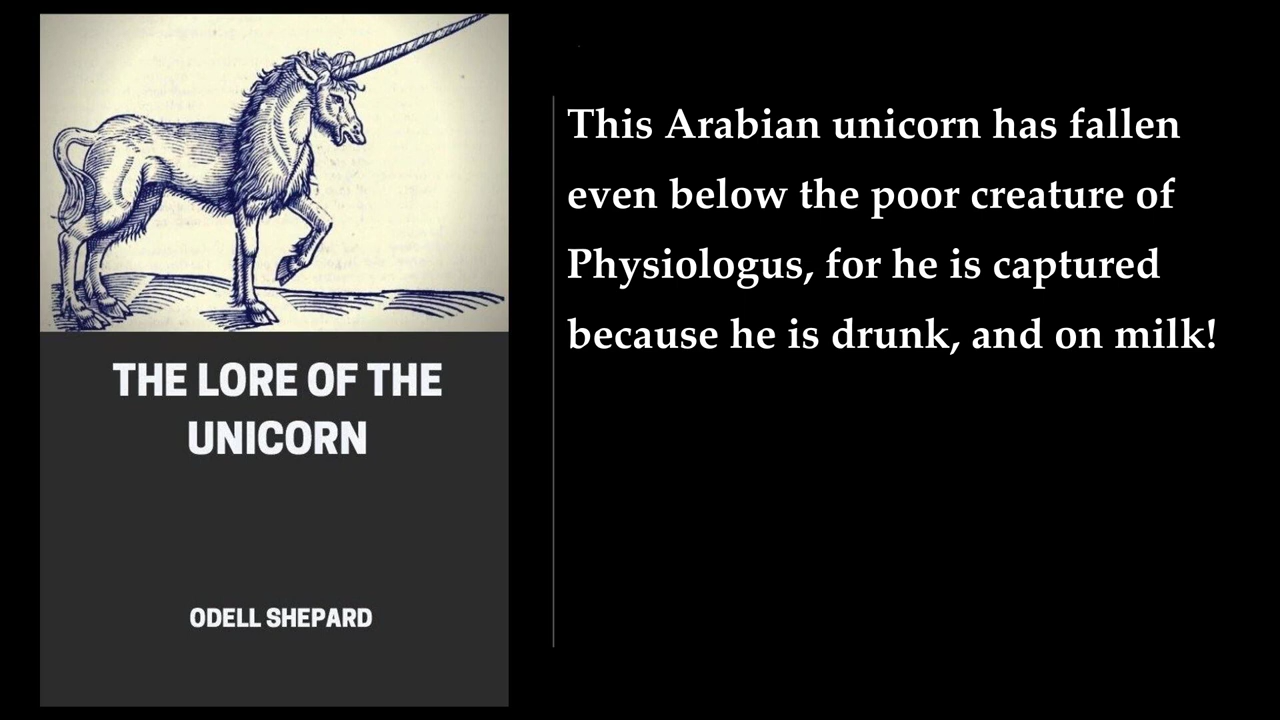 THE LORE OF THE
UNICORN
ODELL SHEPARD
This Arabian unicorn has fallen
even below the poor creature of
Physiologus, for he is captured
because he is drunk, and on milk!